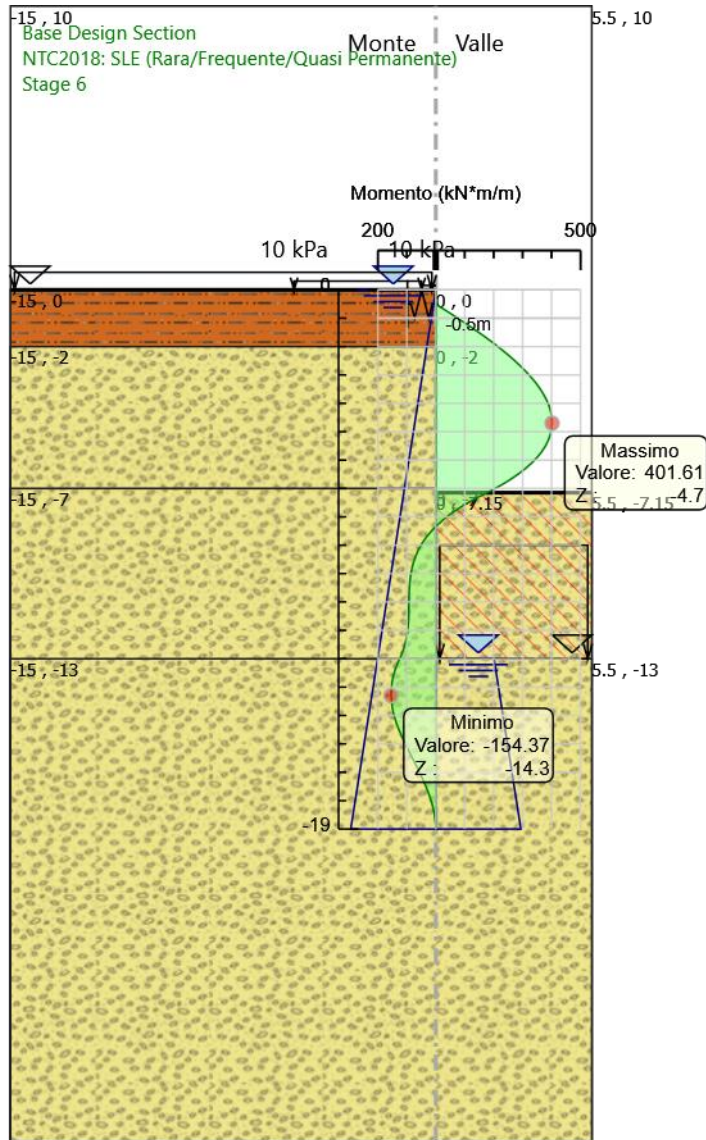 -15 , 10
5.5 , 10
Base Design Section
Monte Valle
NTC2018: SLE (Rara/Frequente/Quasi Permanente)
Stage 6
Momento (kN*m/m)
200 500
10 kPa 10 kPa
0
-15 , 0
0 , 0
-0.5m
-15 , -2
0 , -2
Massimo
Valore: 401.61
Z : -4.7
-15 , -7
0 , -7.15
5.5 , -7.15
-15 , -13
5.5 , -13
Minimo
Valore: -154.37
Z : -14.3
-19